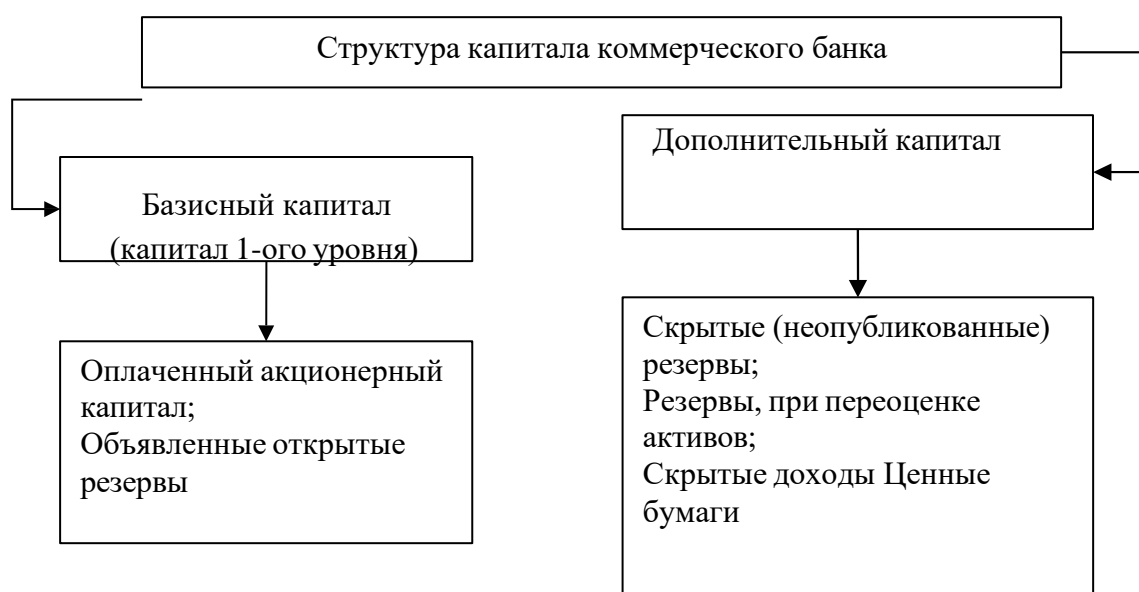 Структура капитала коммерческого банка
Базисный капитал
(капитал 1-ого уровня)
Дополнительный капитал
Оплаченный акционерный
капитал;
Объявленные открытые
резервы
Скрытые (неопубликованные)
резервы;
Резервы, при переоценке
активов;
Скрытые доходы Ценные
бумаги